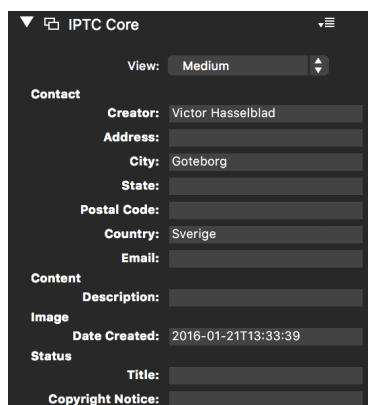 IPTC Core
View: Medium
Contact
Creator: Victor Hasselblad
Address:
City: Goteborg
State:
Postal Code:
Country: Sverige
Email:
Content
Description:
Image
Date Created: 2016-01-21T13:33:39
Status
Title:
Copyright Notice: